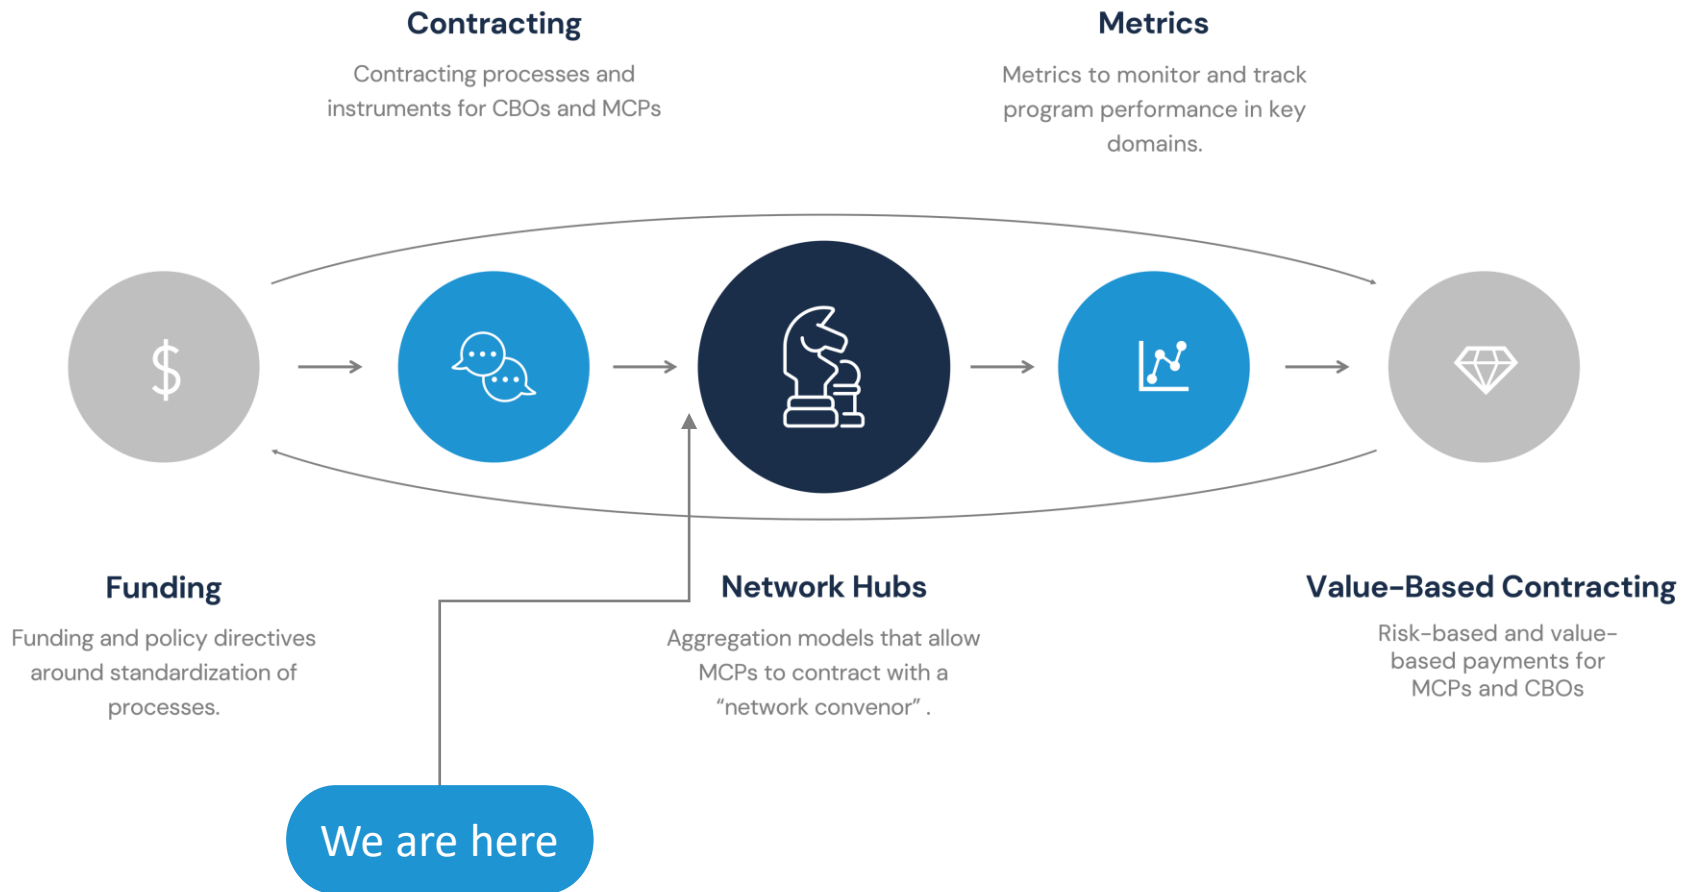 Contracting
Contracting processes and
instruments for CBOs and MCPs
Metrics
Metrics to monitor and track
program performance in key
domains.
$
Funding
Funding and policy directives
around standardization of
processes.
Network Hubs
Aggregation models that allow
MCPs to contract with a
“network convenor” .
Value-Based Contracting
Risk-based and value-
based payments for
MCPs and CBOs
We are here